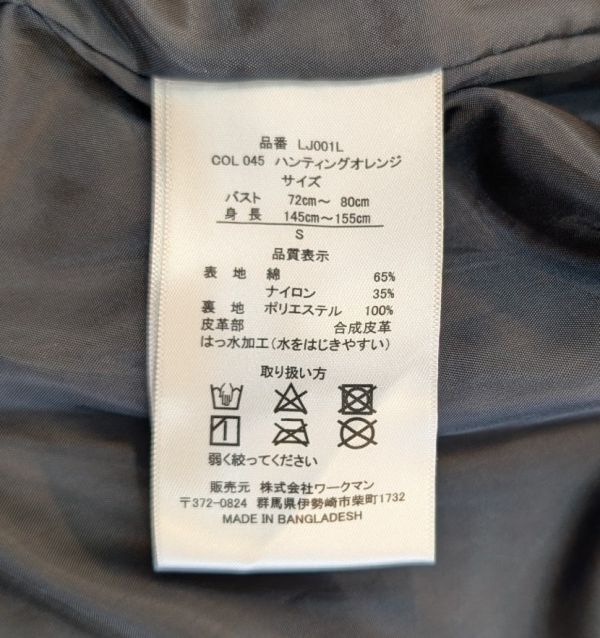 品番 LJ001L
COL 045 ハンティングオレンジ
サイズ
バスト 72cm～ 80cm
身長 145cm～155cm
S
品質表示
表地 綿 65%
ナイロン 35%
裏地 ポリエステル 100%
皮革部 合成皮革
はっ水加工(水をはじきやすい)
取り扱い方
弱く絞ってください
販売元 株式会社ワークマン
〒372-0824 群馬県伊勢崎市柴町1732
MADE IN BANGLADESH